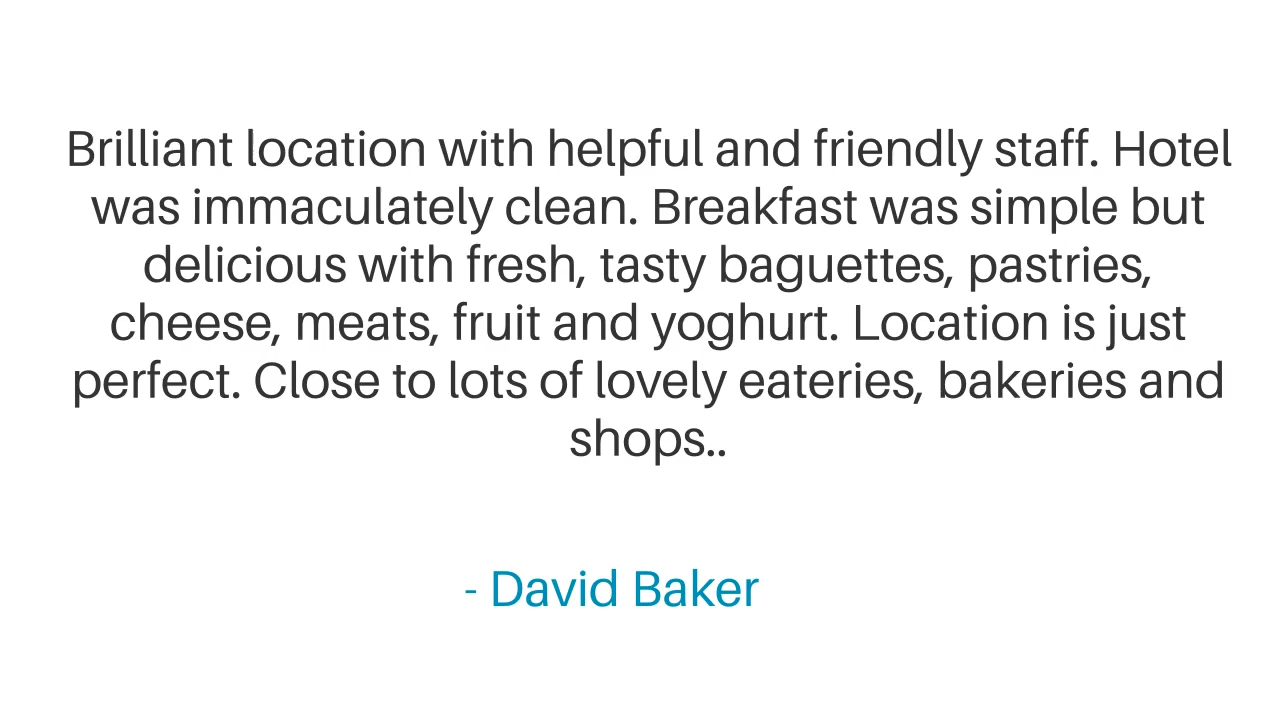 Brilliant location with helpful and friendly staff. Hotel
was immaculately clean. Breakfast was simple but
delicious with fresh, tasty baguettes, pastries,
cheese, meats, fruit and yoghurt. Location is just
perfect. Close to lots of lovely eateries, bakeries and
shops..
- David Baker